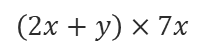 (2x + y) × 7x